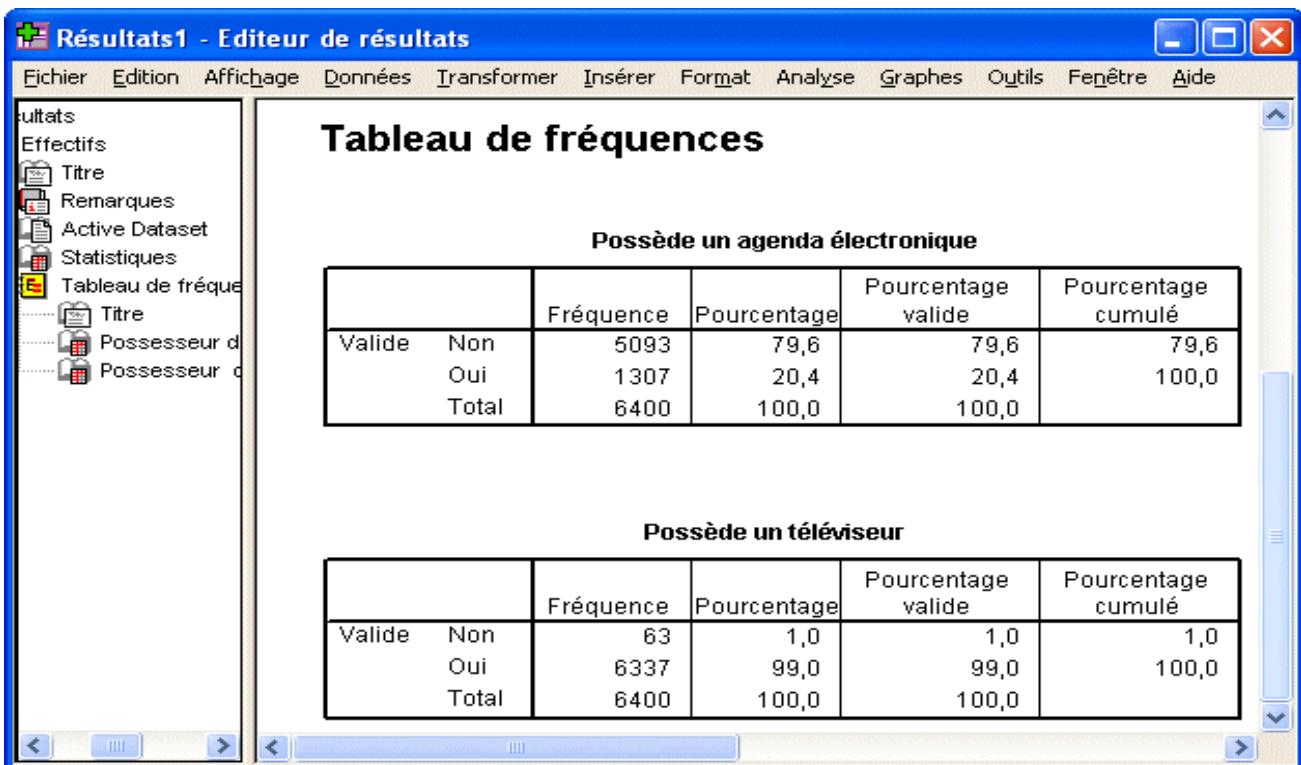 Résultats1 - Editeur de résultats
Fichier Edition Affichage Données Transformer Insérer Format Analyse Graphes Outils Fenêtre Aide
ultats
Effectifs
Titre
Remarques
Active Dataset
Statistiques
Tableau de fréque
Titre
Possesseur d
Possesseur
Tableau de fréquences
Possède un agenda électronique
Fréquence Pourcentage Pourcentage valide Pourcentage cumulé
Valide Non 5093 79,6 79,6 79,6
Oui 1307 20,4 20,4 100,0
Total 6400 100,0 100,0
Possède un téléviseur
Fréquence Pourcentage Pourcentage valide Pourcentage cumulé
Valide Non 63 1,0 1,0 1,0
Oui 6337 99,0 99,0 100,0
Total 6400 100,0 100,0